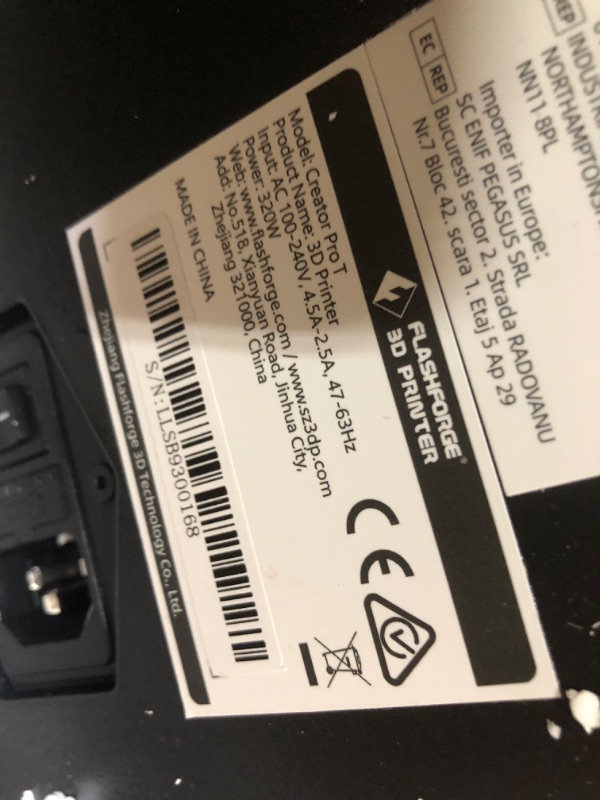 FLASHFORGE®
3D PRINTER
Model: Creator Pro T
Product Name: 3D Printer
Input: AC 100-240V, 4.5A-2.5A, 47-63Hz
Power: 320W
Web: www.flashforge.com / www.sz3dp.com
Add: No.518, Xianyuan Road, Jinhua City,
Zhejiang 321000, China
MADE IN CHINA
S/N:LLSB9300168
Zhejiang Flashforge 3D Technology Co., Ltd.
CE
REP
NORTHAMPTONSH
NN11 8PL
EC REP
Importer in Europe:
SC ENIF PEGASUS SRL
Bucuresti sector 2. Strada RADOVANU
Nr.7 Bloc 42. scara 1. Etaj 5 Ap 29